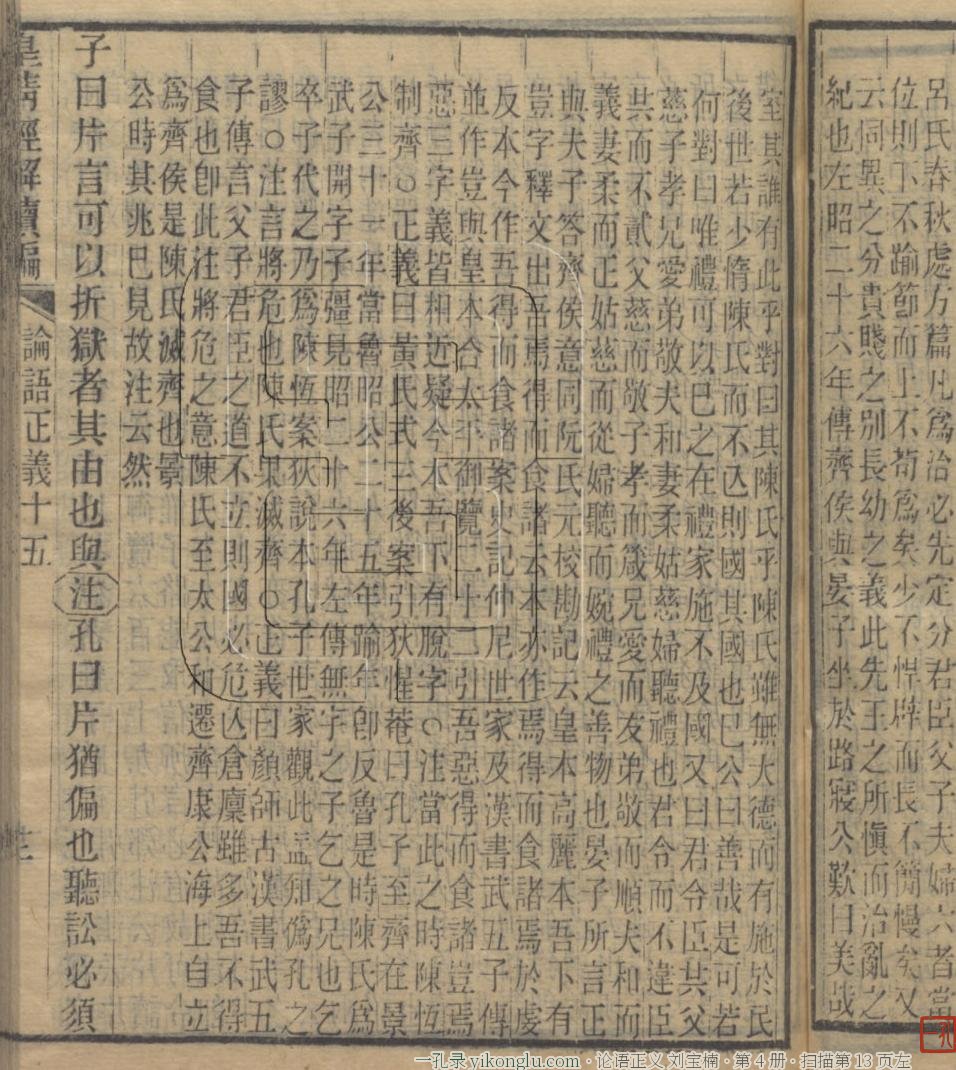 呂氏春秋處方篇凡爲治必先定分君臣父子夫婦六者當
位則下不踰節而上不苟爲矣少不悍辟而長不簡慢矣又
云同異之分貴賤之別長幼之義此先王之所慎而治亂之
紀也左昭二十六年傳齊侯與晏子坐於路寢公歎曰美哉
室其誰有此乎對曰其陳氏乎陳氏雖無大德而有施於民
後世若少惰陳氏而不亾則國其國也已公曰善哉是可若
何對曰唯禮可以已之在禮家施不及國又曰君令臣共父
慈子孝兄愛弟敬夫和妻柔姑慈婦聽禮也君令而不違臣
共而不貳父慈而敬子孝而箴兄愛而友弟敬而順夫和而
義妻柔而正姑慈而從婦聽而婉禮之善物也晏子所言正
與夫子答齊侯意同阮氏元校勘記云皇本高麗本吾下有
豈字釋文出吾焉得而食諸云本亦作焉得而食諸焉於虔
反本今作吾得而食諸案史記仲尼世家及漢書武五子傳
並作豈與皇本合太平御覽二十二引吾惡得而食諸豈焉
惡三字義皆相近疑今本吾下有脫字○注當此之時陳恆
制齊○正義曰黃氏式三後案引狄惺菴曰孔子至齊在景
公三十一年當魯昭公二十五年踰年卽反魯是時陳氏爲
武子開字子彊見昭二十六年左傳無宇之子乞之兄也乞
卒子代之乃爲陳恆案狄說本孔子世家觀此益知僞孔之
謬○注言將危也陳氏果滅齊○正義曰顏師古漢書武五
子傳言父子君臣之道不立則國必危亾倉廩雖多吾不得
食也卽此注將危之意陳氏至太公和遷齊康公海上自立
爲齊侯是陳氏滅齊也景
公時其兆已見故注云然
子曰片言可以折獄者其由也與注孔曰片猶偏也聽訟必須
皇清經解續編
論語正義十五
一孔录 vikonglu.com · 论语正义 刘宝楠 · 第 4 册 · 扫描第 13 页左